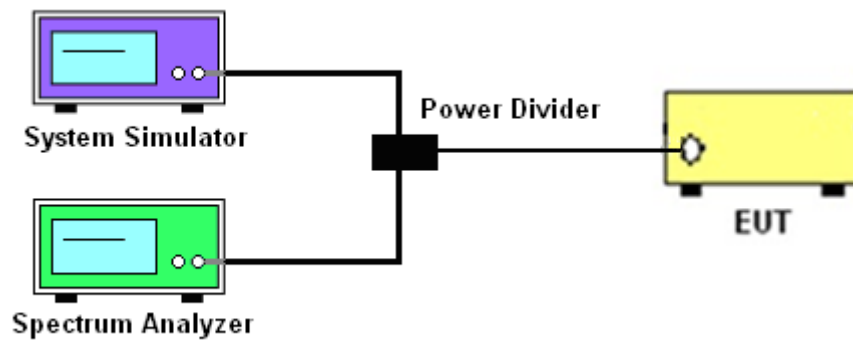 System Simulator
Power Divider
EUT
Spectrum Analyzer